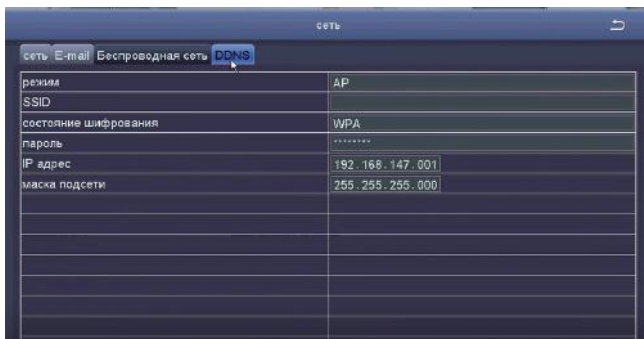 сеть
сеть E-mail Беспроводная сеть DDNS
режим AP
SSID
состояние шифрования WPA
пароль ********
IP адрес 192.168.147.001
маска подсети 255.255.255.000